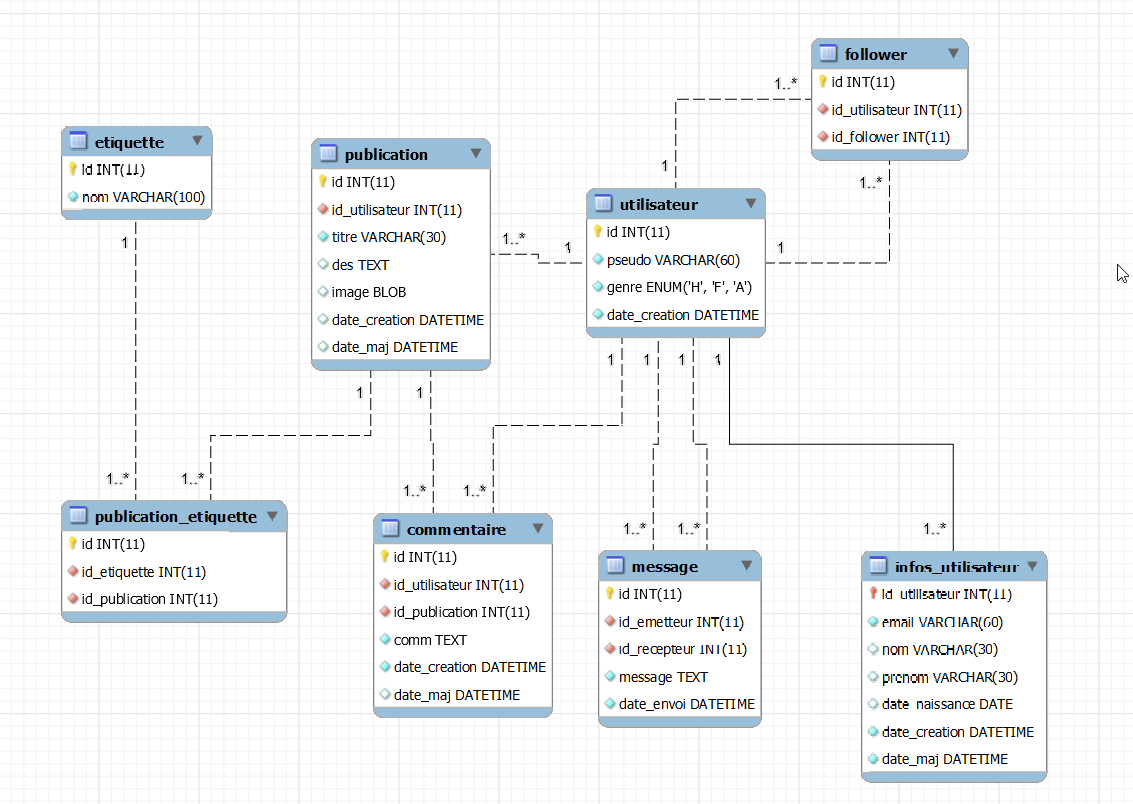 follower
id INT(11)
id_utilisateur INT(11)
id_follower INT(11)
1..*
1
1..*
1
etiquette
id INT(11)
nom VARCHAR(100)
1
publication
id INT(11)
id_utilisateur INT(11)
titre VARCHAR(30)
des TEXT
image BLOB
date_creation DATETIME
date_maj DATETIME
1..*
1
utilisateur
id INT(11)
pseudo VARCHAR(60)
genre ENUM('H', 'F', 'A')
date_creation DATETIME
1
1
1
1
1
1
1..*
1..*
1..*
1..*
1..*
1..*
1..*
publication_etiquette
id INT(11)
id_etiquette INT(11)
id_publication INT(11)
commentaire
id INT(11)
id_utilisateur INT(11)
id_publication INT(11)
comm TEXT
date_creation DATETIME
date_maj DATETIME
message
id INT(11)
id_emetteur INT(11)
id_recepteur INT(11)
message TEXT
date_envoi DATETIME
infos_utilisateur
id_utilisateur INT(11)
email VARCHAR(60)
nom VARCHAR(30)
prenom VARCHAR(30)
date_naissance DATE
date_creation DATETIME
date_maj DATETIME